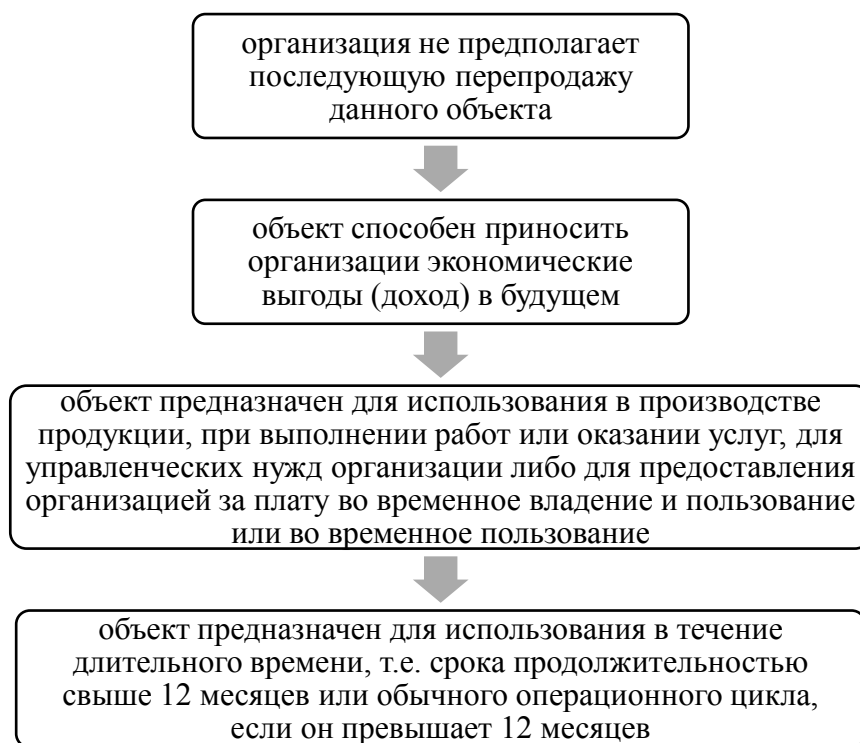 организация не предполагает
последующую перепродажу
данного объекта
объект способен приносить
организации экономические
выгоды (доход) в будущем
объект предназначен для использования в производстве
продукции, при выполнении работ или оказании услуг, для
управленческих нужд организации либо для предоставления
организацией за плату во временное владение и пользование
или во временное пользование
объект предназначен для использования в течение
длительного времени, т.е. срока продолжительностью
свыше 12 месяцев или обычного операционного цикла,
если он превышает 12 месяцев